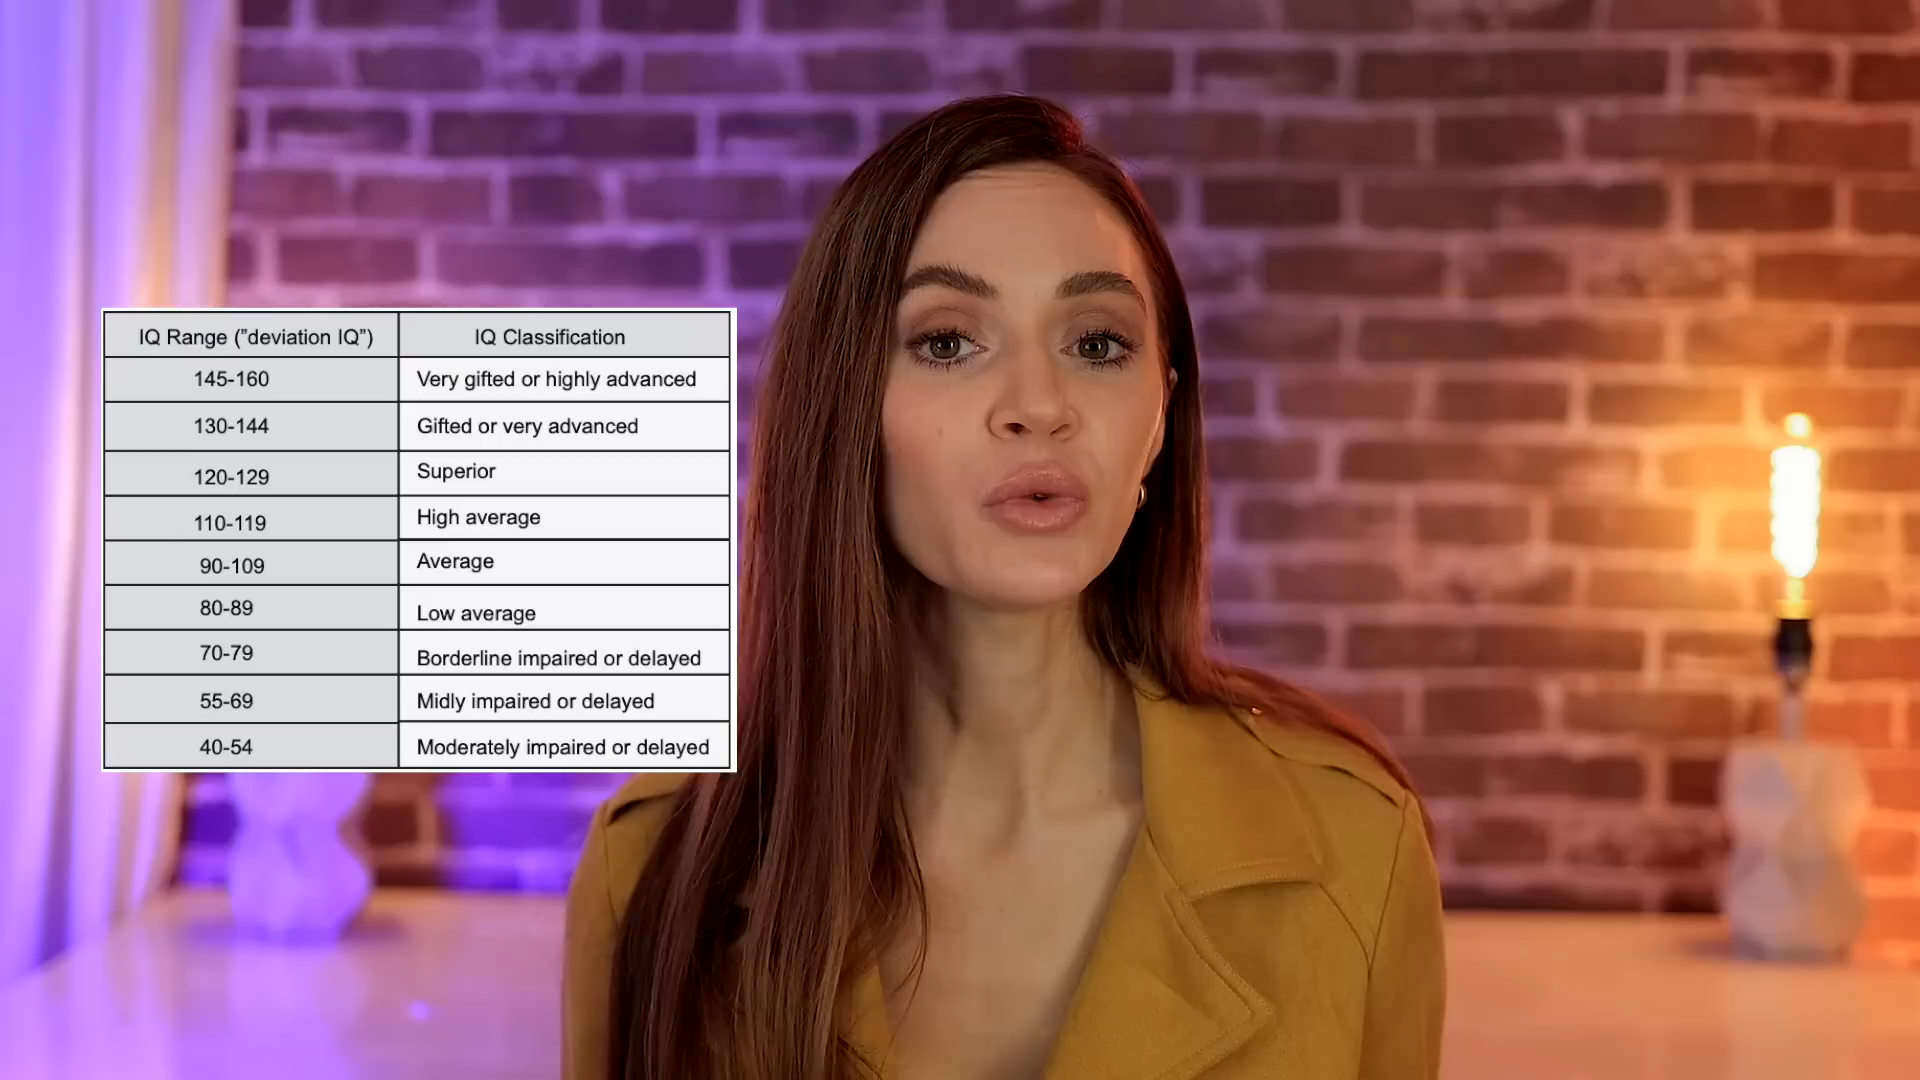 IQ Range ("deviation IQ") IQ Classification
145-160 Very gifted or highly advanced
130-144 Gifted or very advanced
120-129 Superior
110-119 High average
90-109 Average
80-89 Low average
70-79 Borderline impaired or delayed
55-69 Midly impaired or delayed
40-54 Moderately impaired or delayed